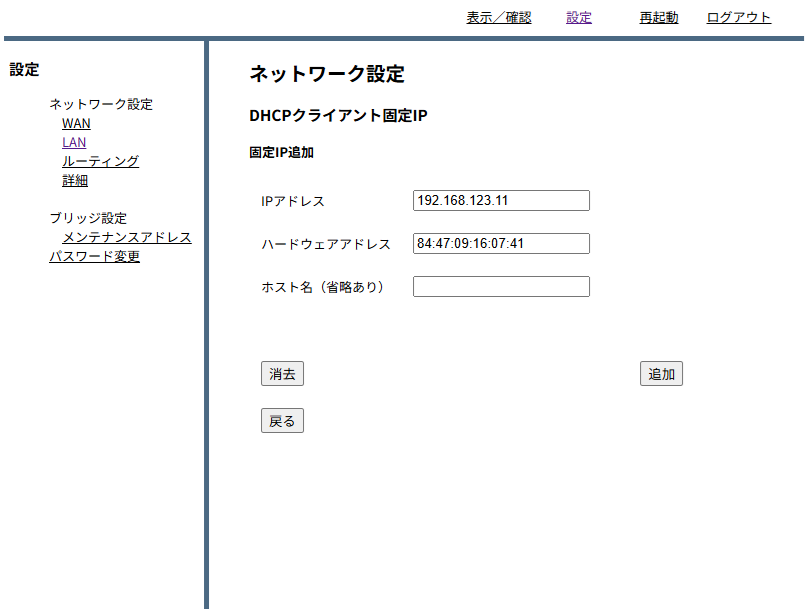 表示／確認 設定 再起動 ログアウト
設定
ネットワーク設定
WAN
LAN
ルーティング
詳細
ブリッジ設定
メンテナンスアドレス
パスワード変更
ネットワーク設定
DHCPクライアント固定IP
固定IP追加
IPアドレス 192.168.123.11
ハードウェアアドレス 84:47:09:16:07:41
ホスト名（省略あり）
消去 追加
戻る